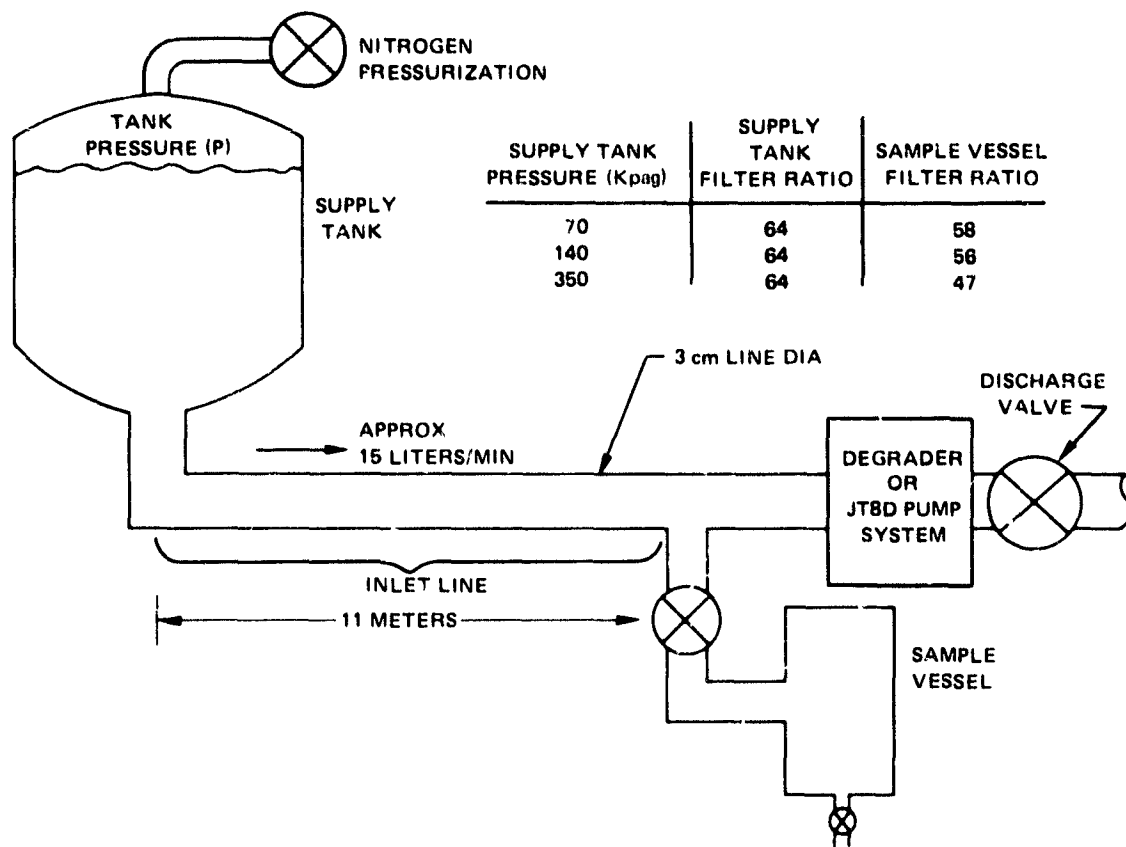 NITROGEN
PRESSURIZATION
TANK
PRESSURE (P)
SUPPLY
TANK
SUPPLY TANK
PRESSURE (Kpag)
SUPPLY
TANK
FILTER RATIO
SAMPLE VESSEL
FILTER RATIO
70 64 58
140 64 56
350 64 47
3 cm LINE DIA
DISCHARGE
VALVE
APPROX
15 LITERS/MIN
DEGRADER
OR
JT8D PUMP
SYSTEM
INLET LINE
11 METERS
SAMPLE
VESSEL